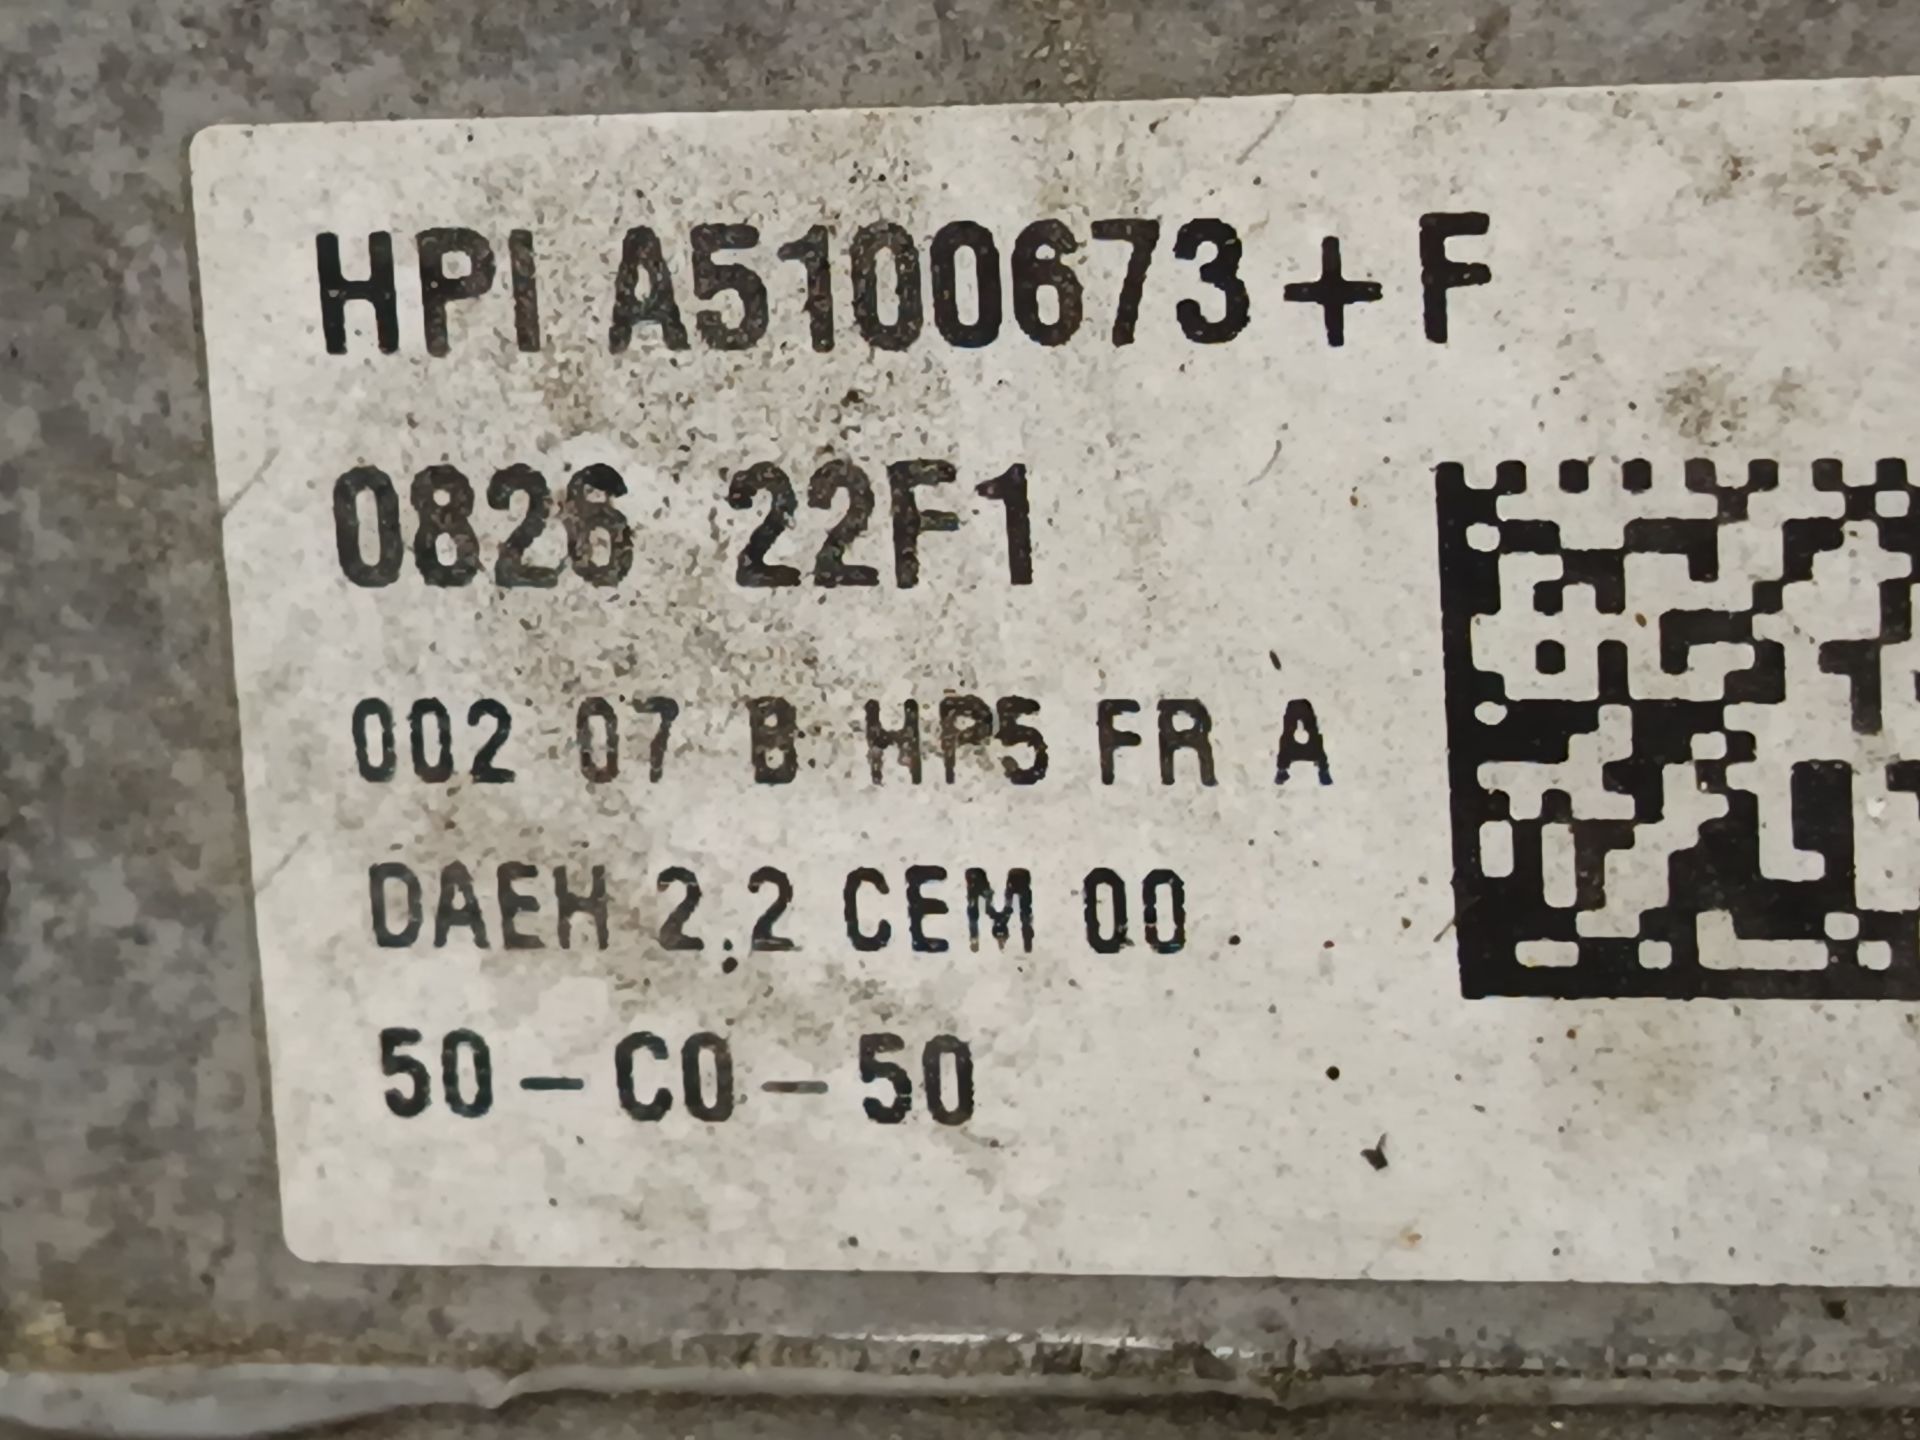 HPI A5100673+F
0826 22F1
002 07 B HP5 FR A
DAEH 2.2 CEM 00
50-C0-50